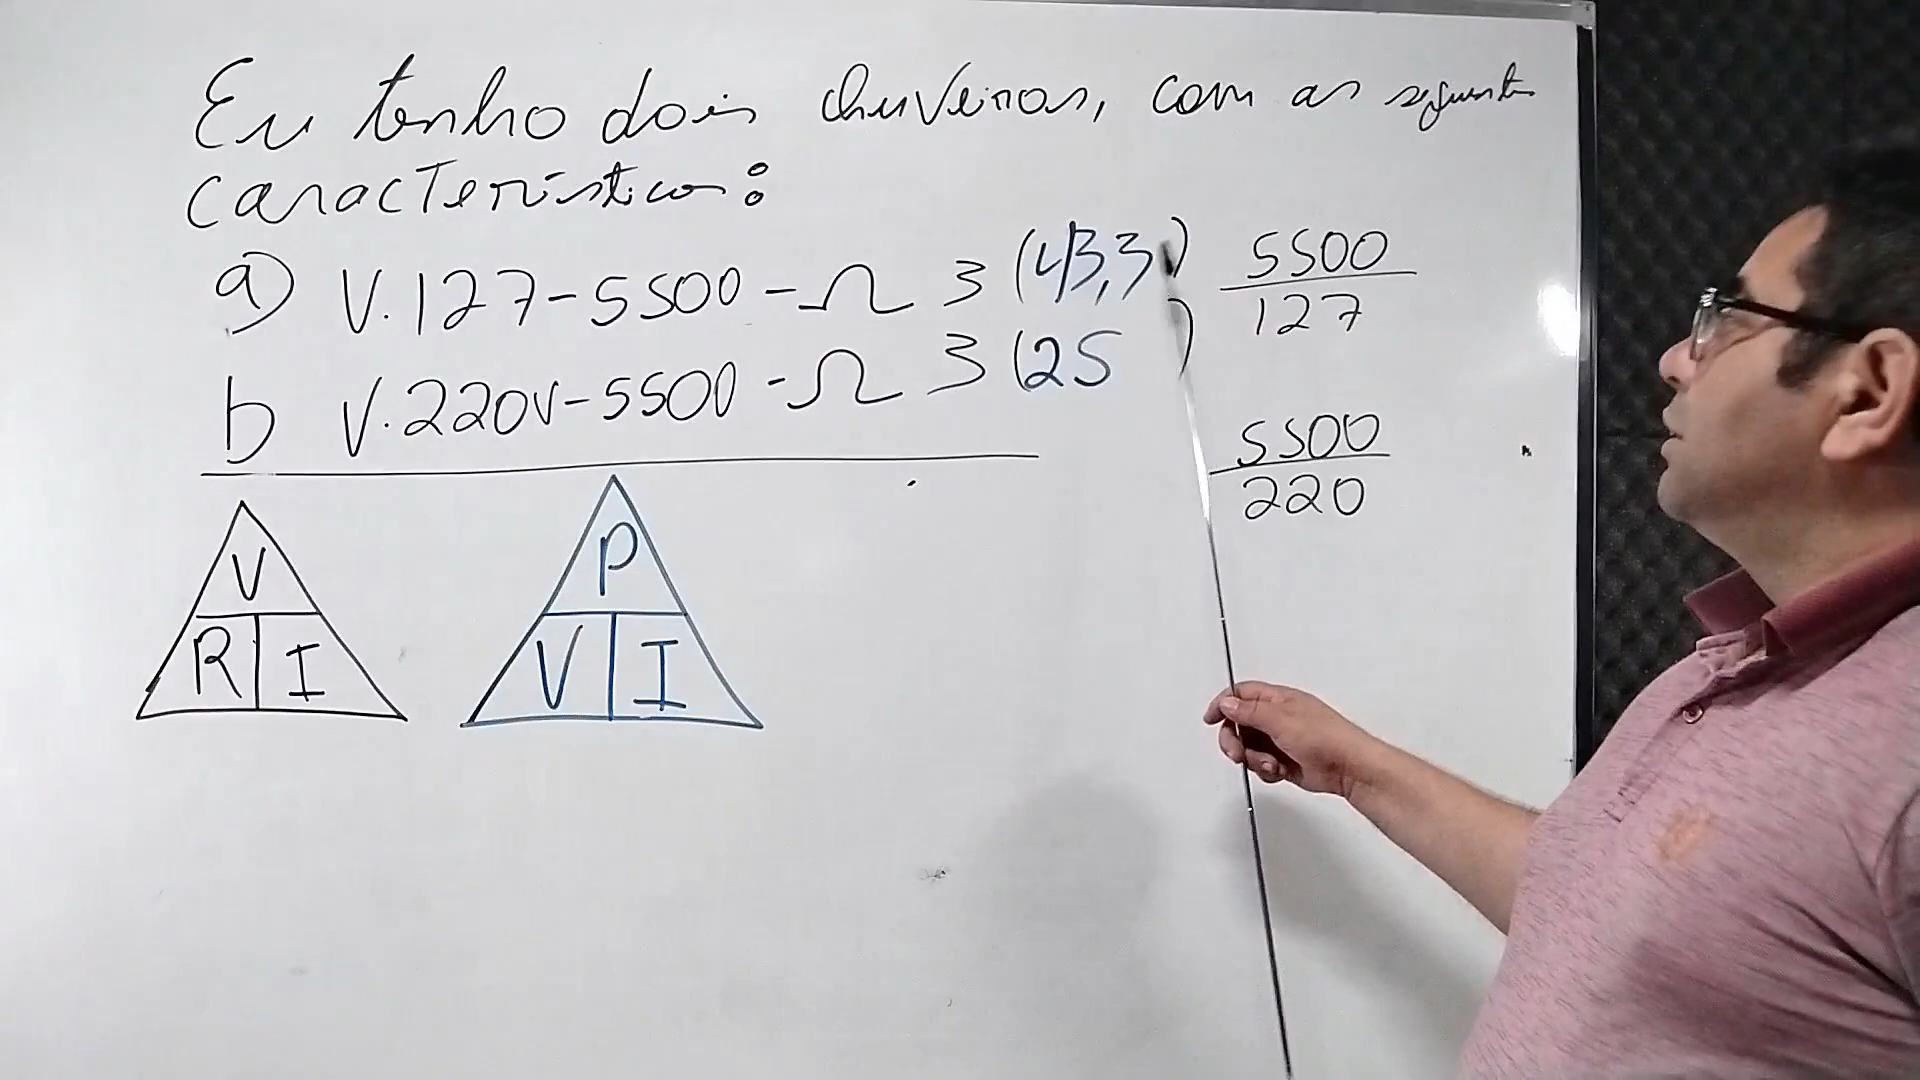 Eu tenho dois chuveiros, com as seguintes
características:
a) V.127-5500-Ω 3 (43,3)
b V.220V-5500-Ω 3 (25 )
5500
127
5500
220
V
R I
P
V I